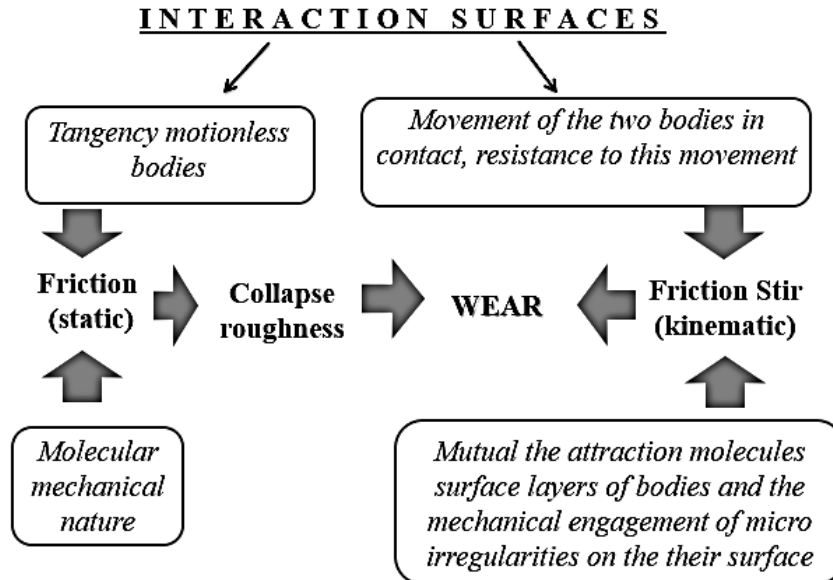 INTERACTION SURFACES
Tangency motionless
bodies
Movement of the two bodies in
contact, resistance to this movement
Friction
(static)
Collapse
roughness
WEAR
Friction Stir
(kinematic)
Molecular
mechanical
nature
Mutual the attraction molecules
surface layers of bodies and the
mechanical engagement of micro
irregularities on the their surface